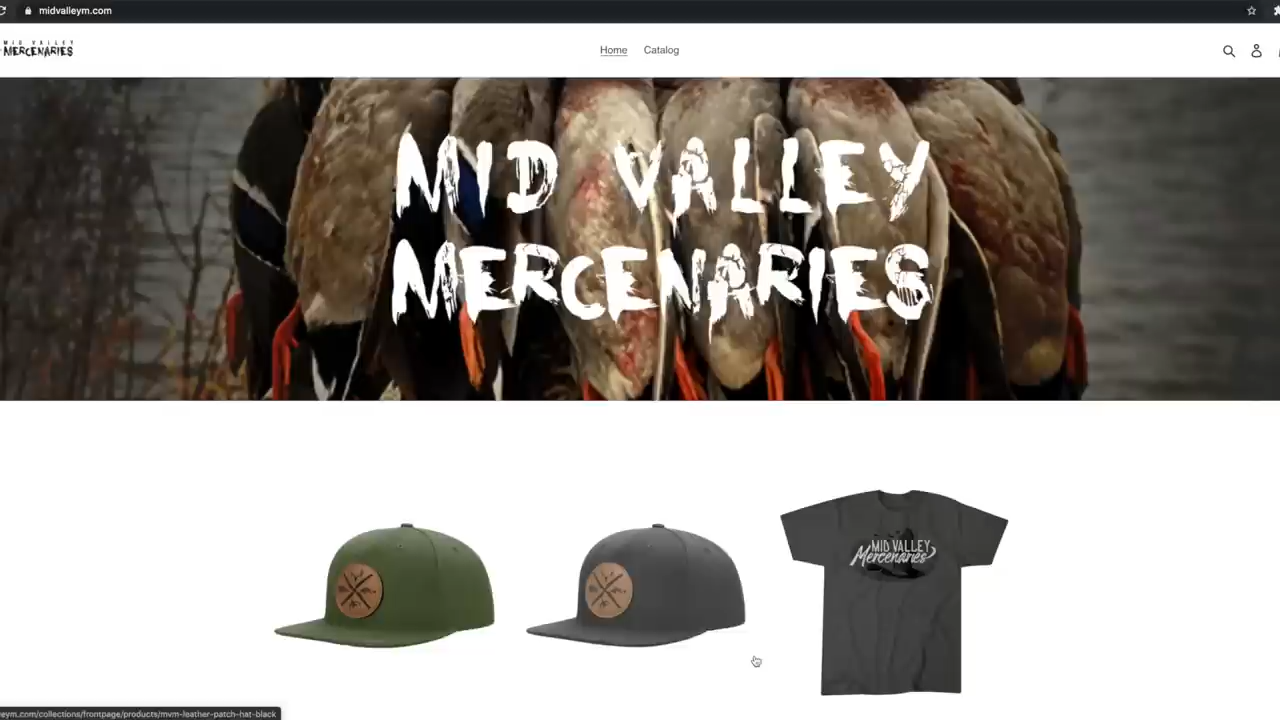 midvalleym.com
MID VALLEY
MERCENARIES
Home
Catalog
MID VALLEY
MERCENARIES
MID VALLEY
Mercenaries
eym.com/collections/frontpage/products/mvm-leather-patch-hat-black